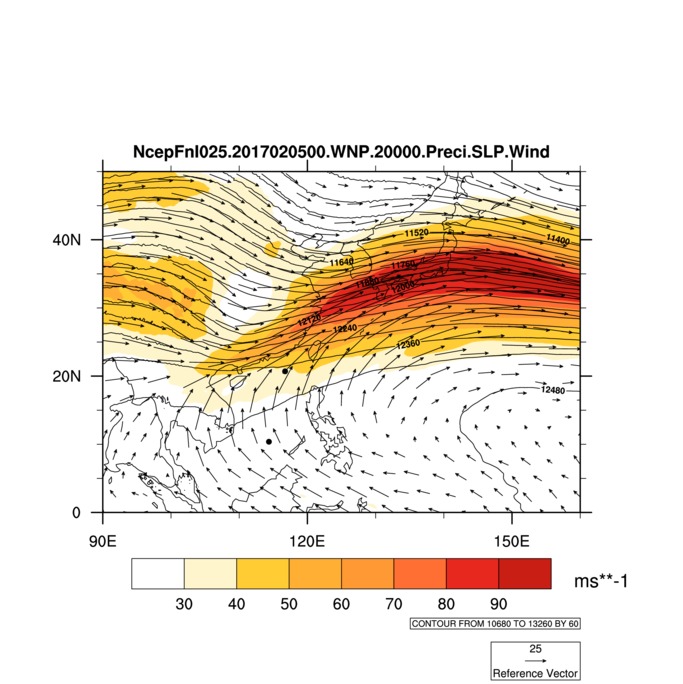 NcepFnl025.2017020500.WNP.20000.Preci.SLP.Wind
40N
20N
0
11520
11400
11640
11760
11880
12000
12120
12240
12360
12480
90E 120E 150E
30 40 50 60 70 80 90
ms**-1
CONTOUR FROM 10680 TO 13260 BY 60
25
Reference Vector